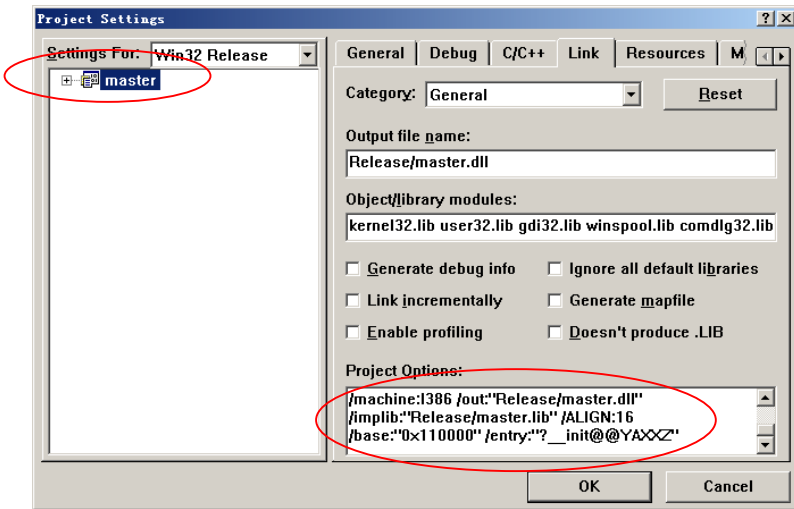 Project Settings
Settings For: Win32 Release
master
General Debug C/C++ Link Resources M
Category: General Reset
Output file name:
Release/master.dll
Object/library modules:
kernel32.lib user32.lib gdi32.lib winspool.lib comdlg32.lib
Generate debug info Ignore all default libraries
Link incrementally Generate mapfile
Enable profiling Doesn't produce .LIB
Project Options:
/machine:I386 /out:"Release/master.dll"
/implib:"Release/master.lib" /ALIGN:16
/base:"0x110000" /entry:"?__init@@YAXXZ"
OK Cancel